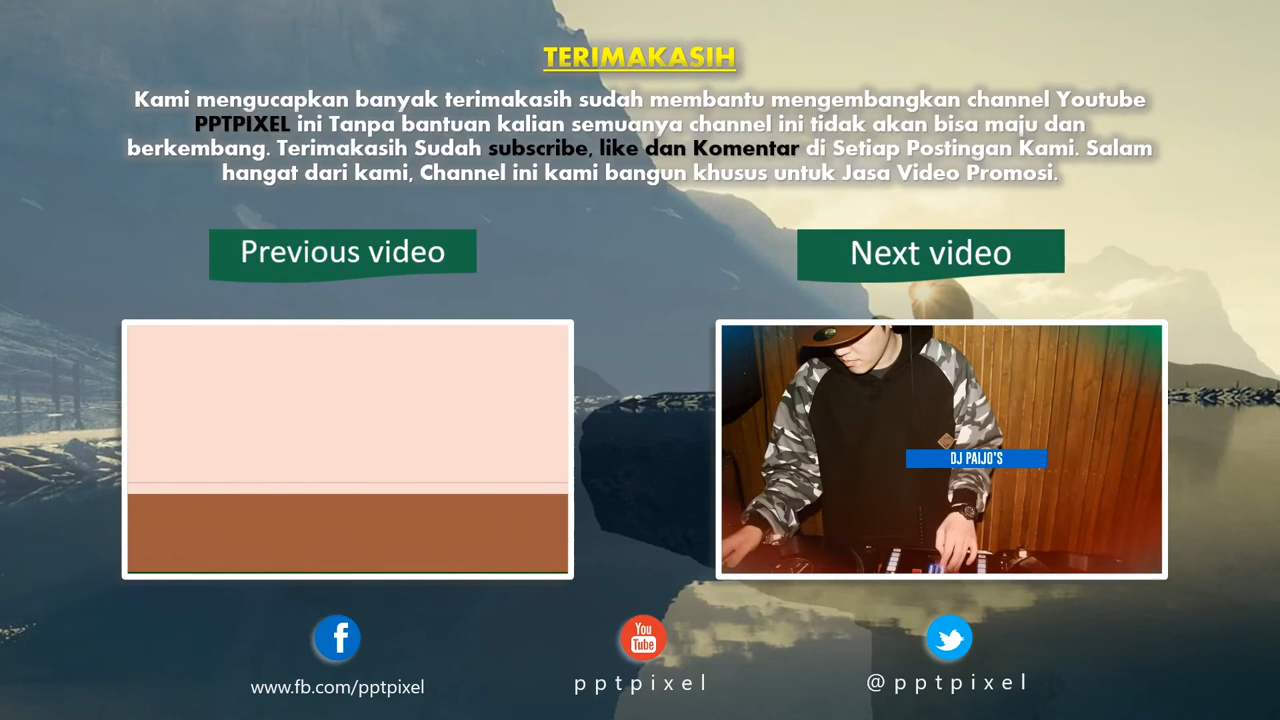 TERIMAKASIH
Kami mengucapkan banyak terimakasih sudah membantu mengembangkan channel Youtube
PPTPIXEL ini Tanpa bantuan kalian semuanya channel ini tidak akan bisa maju dan
berkembang. Terimakasih Sudah subscribe, like dan Komentar di Setiap Postingan Kami. Salam
hangat dari kami, Channel ini kami bangun khusus untuk Jasa Video Promosi.
Previous video
Next video
DJ PAIJO'S
f
You
Tube
www.fb.com/pptpixel
pptpixel
@pptpixel